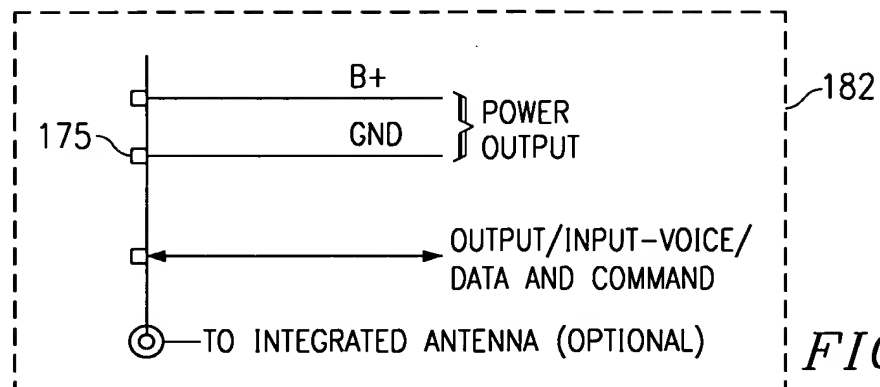 B+
182
POWER
175
GND
OUTPUT
OUTPUT/INPUT-VOICE/
DATA AND COMMAND
TO INTEGRATED ANTENNA (OPTIONAL)